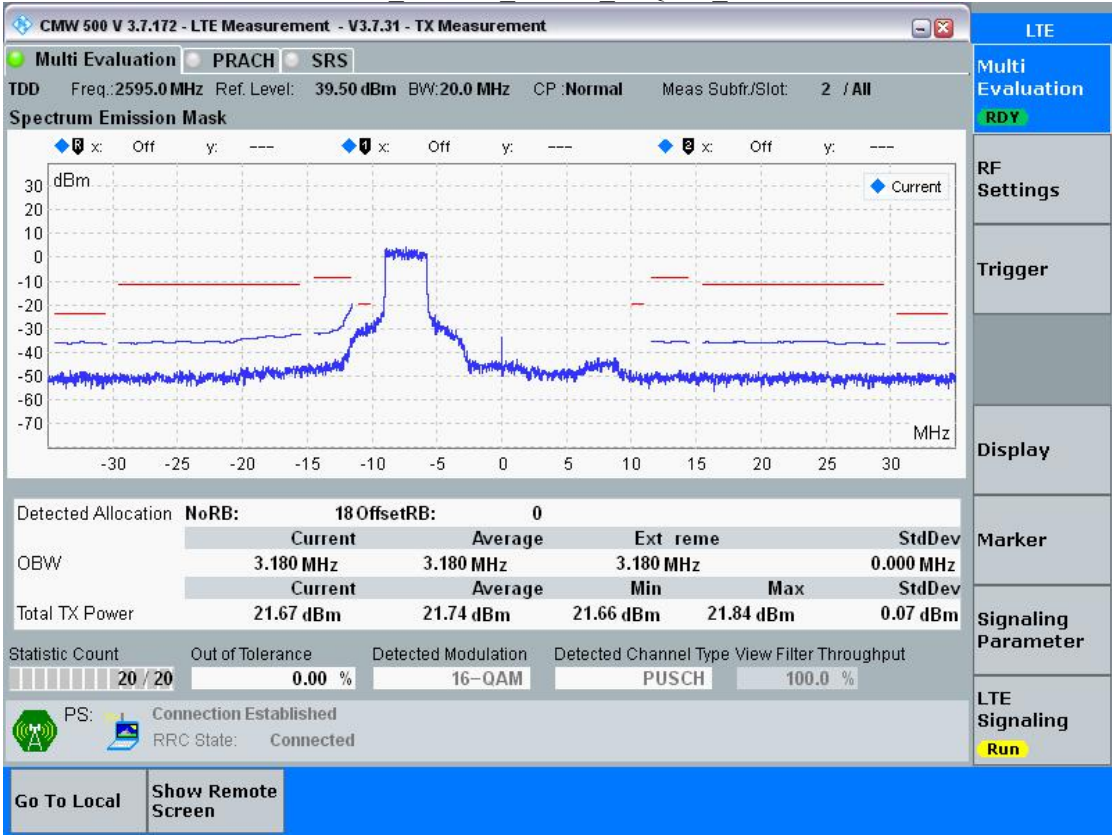 CMW 500 V 3.7.172 - LTE Measurement - V3.7.31 - TX Measurement
LTE
Multi Evaluation PRACH SRS
Multi Evaluation
RDY
TDD Freq.:2595.0 MHz Ref. Level: 39.50 dBm BW:20.0 MHz CP :Normal Meas Subfr./Slot: 2 / All
Spectrum Emission Mask
R x: Off y: --- 1 x: Off y: --- 2 x: Off y: ---
RF Settings
dBm
Current
30
20
10
0
-10
-20
-30
-40
-50
-60
-70
MHz
-30 -25 -20 -15 -10 -5 0 5 10 15 20 25 30
Trigger
Display
Detected Allocation NoRB: 18 OffsetRB: 0
Current Average Ext reme StdDev
OBW 3.180 MHz 3.180 MHz 3.180 MHz 0.000 MHz
Current Average Min Max StdDev
Total TX Power 21.67 dBm 21.74 dBm 21.66 dBm 21.84 dBm 0.07 dBm
Marker
Signaling Parameter
Statistic Count Out of Tolerance Detected Modulation Detected Channel Type View Filter Throughput
20 / 20 0.00 % 16-QAM PUSCH 100.0 %
PS: Connection Established
RRC State: Connected
LTE Signaling
Run
Go To Local
Show Remote Screen